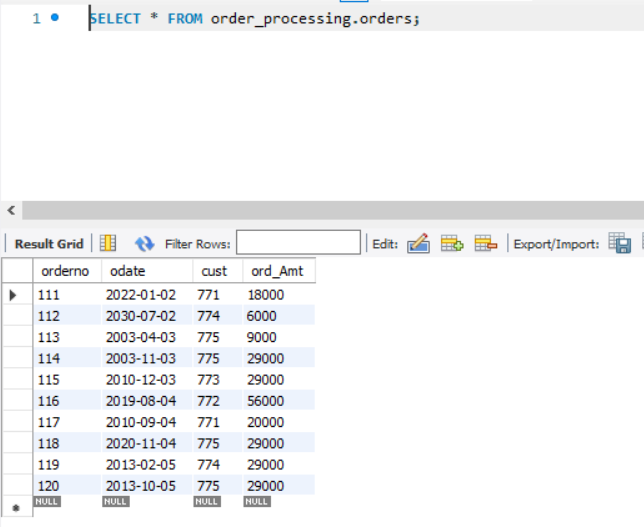 1 SELECT * FROM order_processing.orders;
Result Grid Filter Rows: Edit: Export/Import:
orderno odate cust ord_Amt
111 2022-01-02 771 18000
112 2030-07-02 774 6000
113 2003-04-03 775 9000
114 2003-11-03 775 29000
115 2010-12-03 773 29000
116 2019-08-04 772 56000
117 2010-09-04 771 20000
118 2020-11-04 775 29000
119 2013-02-05 774 29000
120 2013-10-05 775 29000
NULL NULL NULL NULL